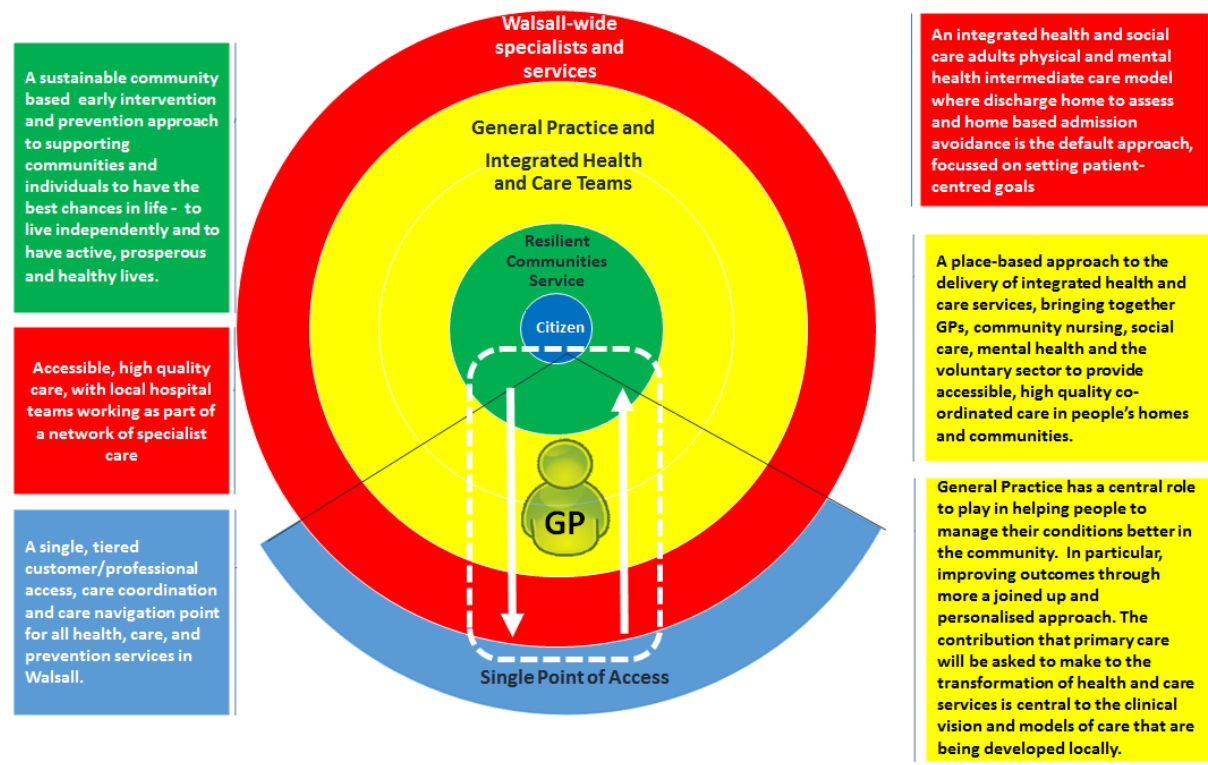 A sustainable community
based early intervention
and prevention approach
to supporting
communities and
individuals to have the
best chances in life - to
live independently and to
have active, prosperous
and healthy lives.
Accessible, high quality
care, with local hospital
teams working as part of
a network of specialist
care
A single, tiered
customer/professional
access, care coordination
and care navigation point
for all health, care, and
prevention services in
Walsall.
Walsall-wide
specialists and
services
General Practice and
Integrated Health
and Care Teams
Resilient
Communities
Service
Citizen
GP
Single Point of Access
An integrated health and social
care adults physical and mental
health intermediate care model
where discharge home to assess
and home based admission
avoidance is the default approach,
focussed on setting patient-
centred goals
A place-based approach to the
delivery of integrated health and
care services, bringing together
GPs, community nursing, social
care, mental health and the
voluntary sector to provide
accessible, high quality co-
ordinated care in people's homes
and communities.
General Practice has a central role
to play in helping people to
manage their conditions better in
the community. In particular,
improving outcomes through
more a joined up and
personalised approach. The
contribution that primary care
will be asked to make to the
transformation of health and care
services is central to the clinical
vision and models of care that are
being developed locally.